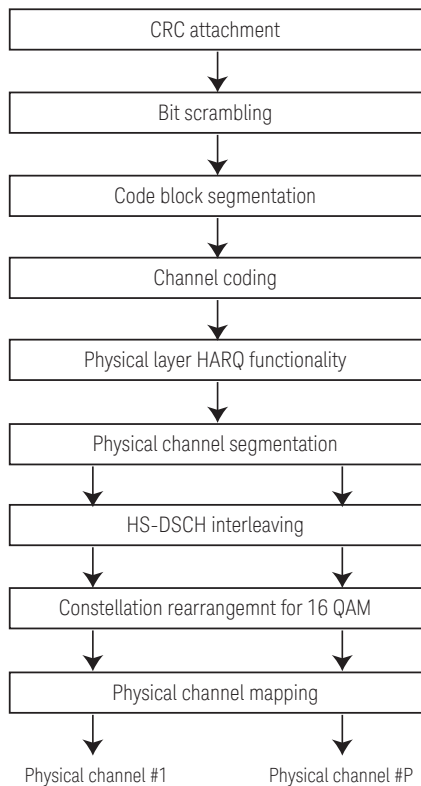 CRC attachment
Bit scrambling
Code block segmentation
Channel coding
Physical layer HARQ functionality
Physical channel segmentation
HS-DSCH interleaving
Constellation rearrangemnt for 16 QAM
Physical channel mapping
Physical channel #1
Physical channel #P